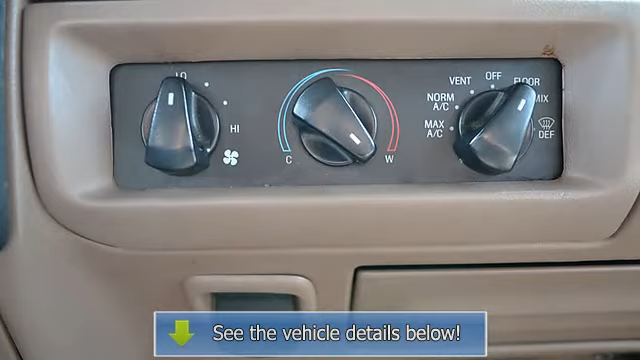 LO
HI
C
W
MAX
A/C
NORM
A/C
VENT
OFF
FLOOR
MIX
DEF
See the vehicle details below!